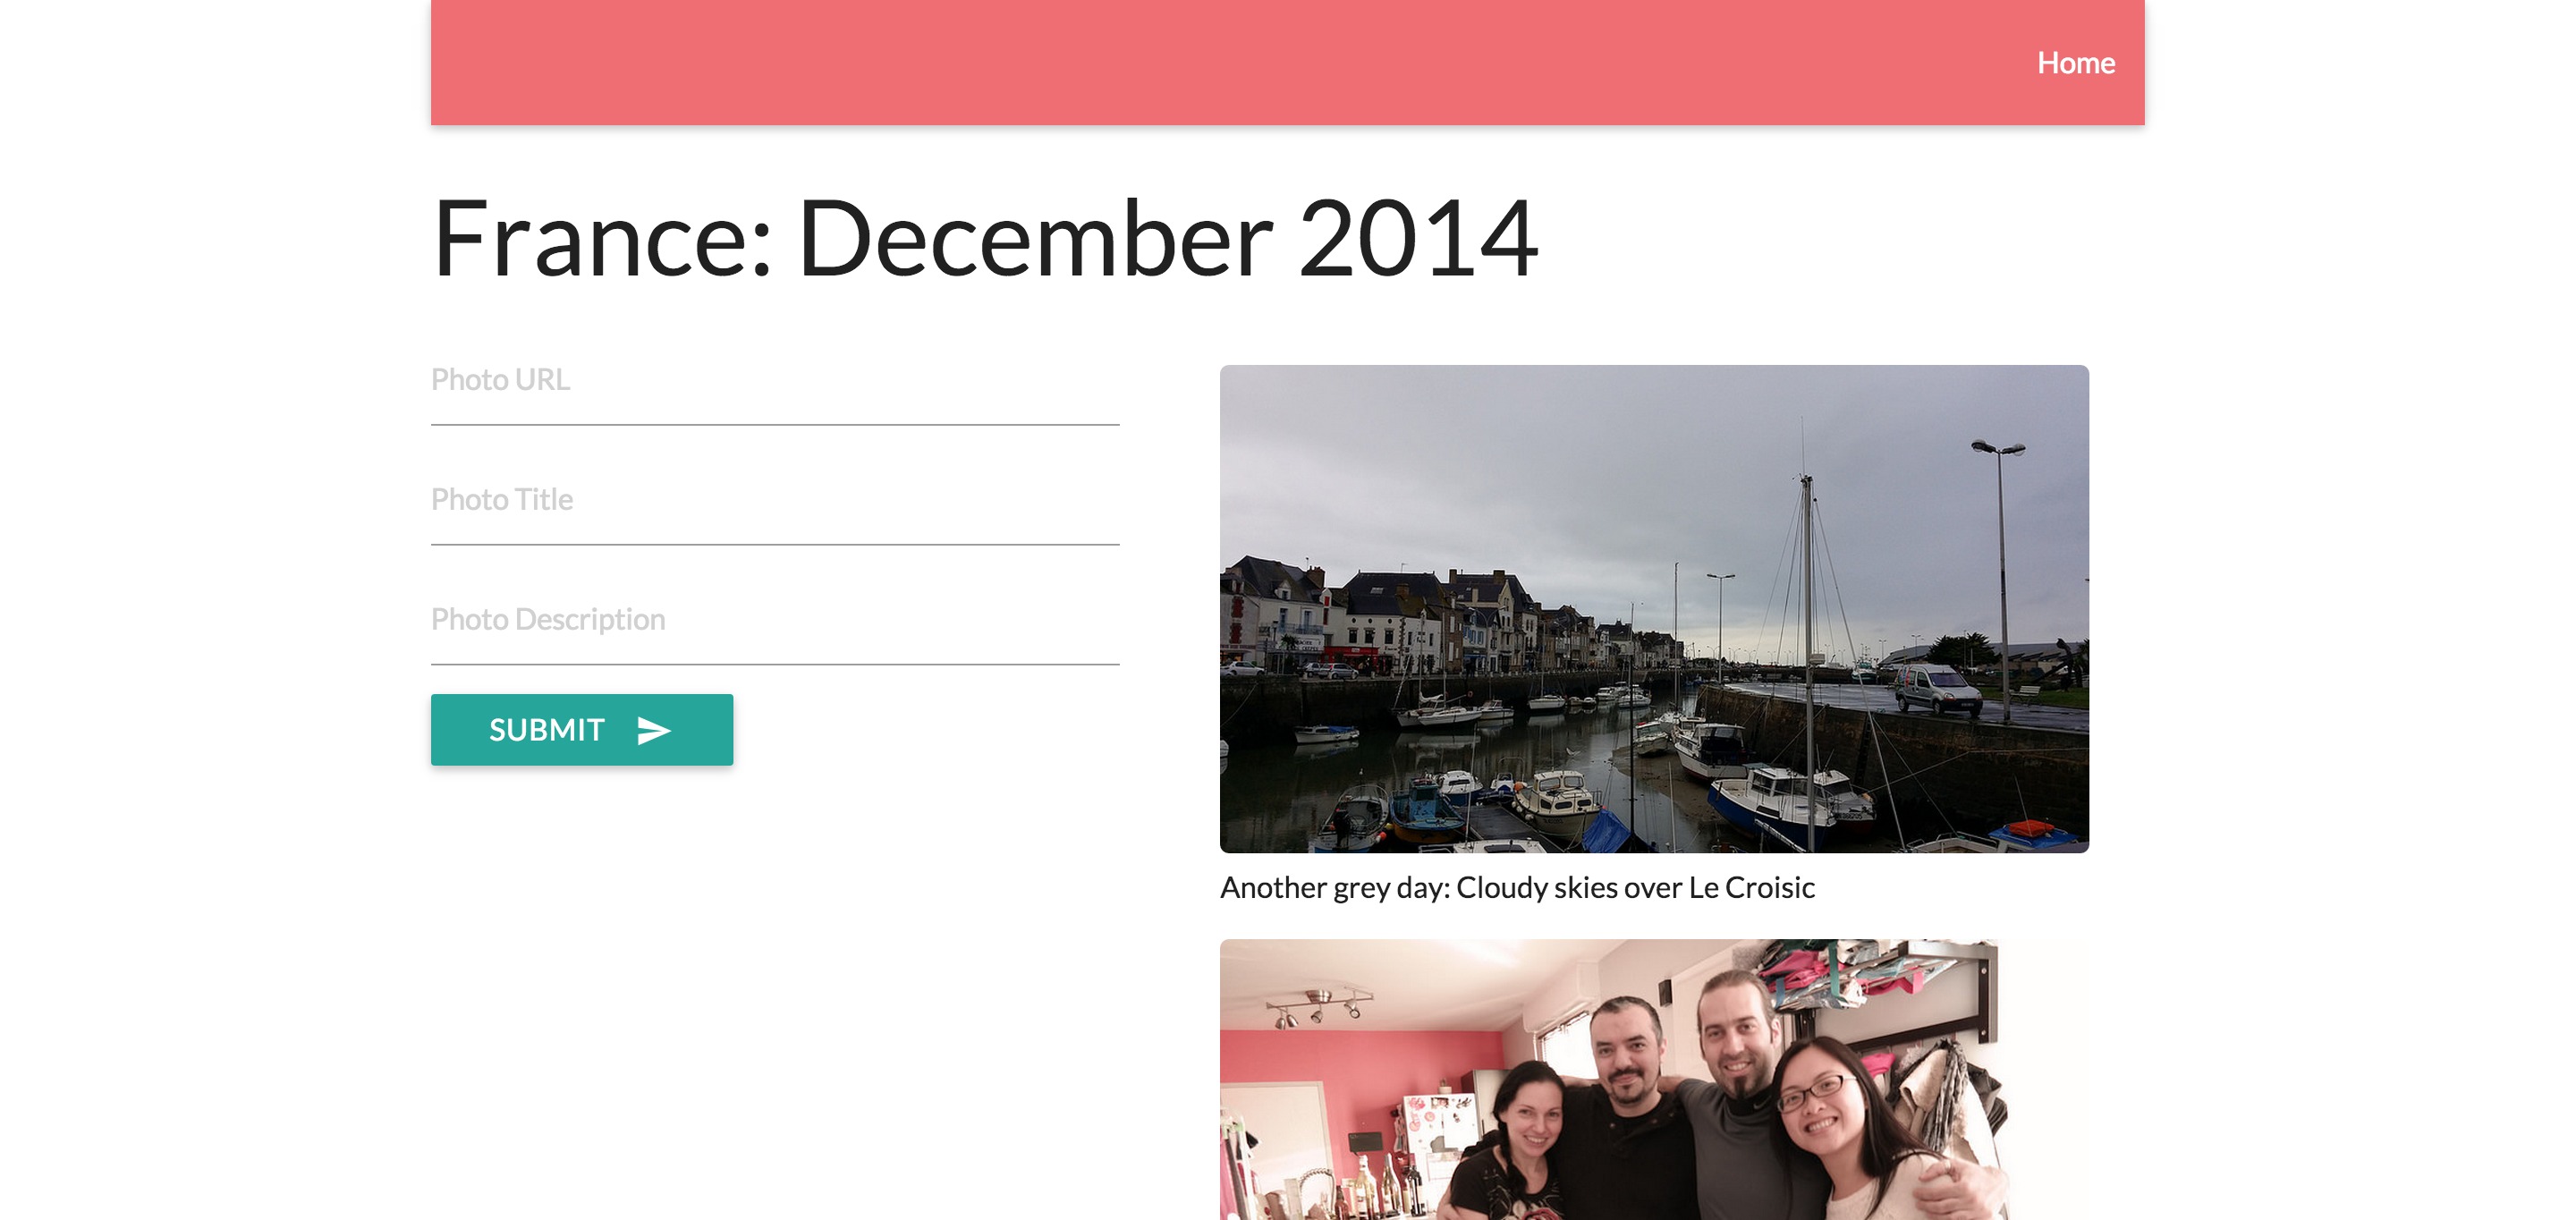 Home
France: December 2014
Photo URL
Photo Title
Photo Description
SUBMIT
Another grey day: Cloudy skies over Le Croisic